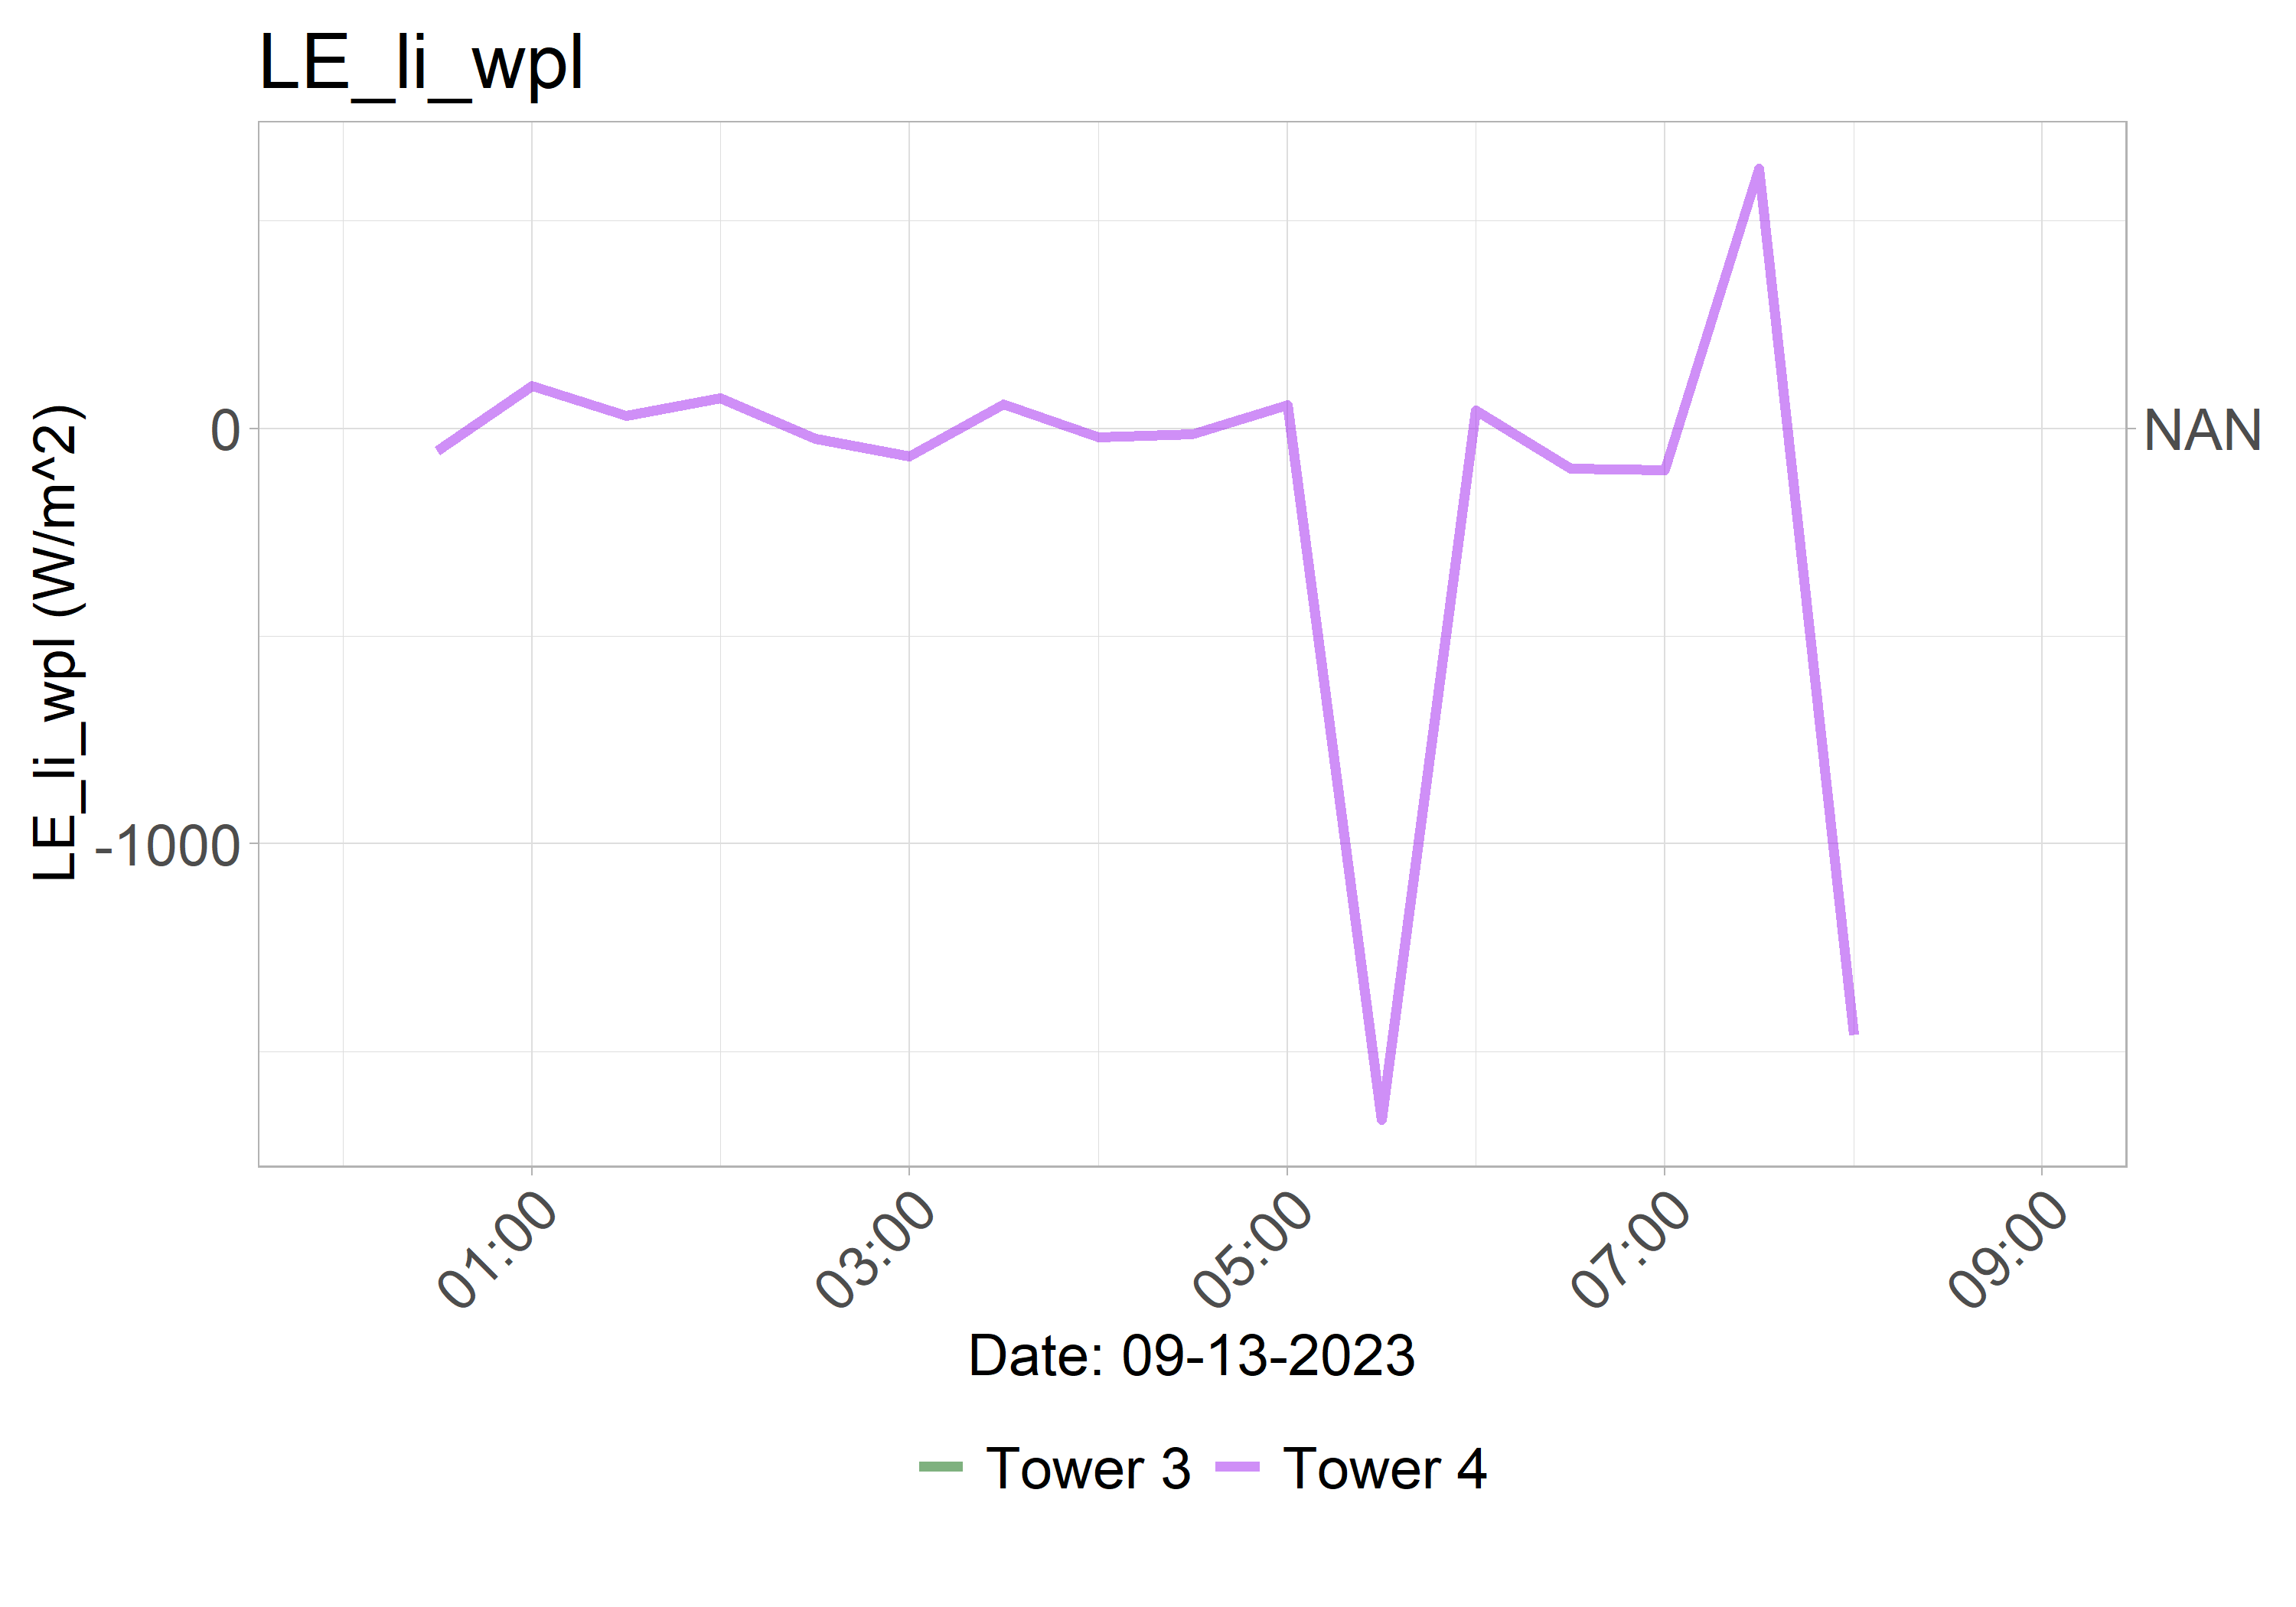 LE_li_wpl
LE_li_wpl (W/m^2)
0
-1000
NAN
01:00
03:00
05:00
07:00
09:00
Date: 09-13-2023
Tower 3
Tower 4